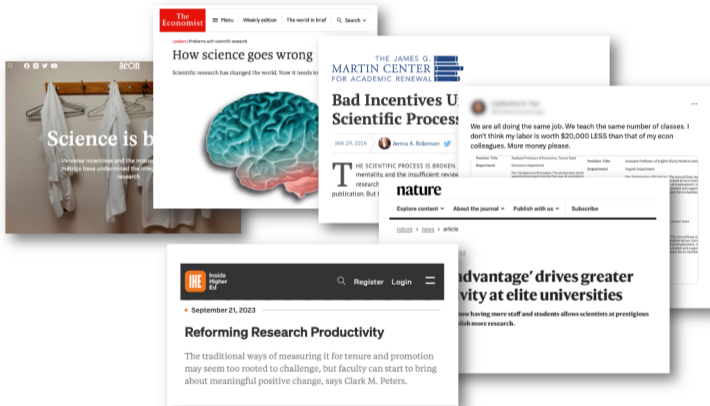 The
Economist
Menu
Weekly edition
The world in brief
Search
Leaders | Problems with scientific research
How science goes wrong
Scientific research has changed the world. Now it needs to
aeon
Science is b
Perverse incentives and the misuse
metrics have undermined the
research
THE JAMES G.
MARTIN CENTER
FOR ACADEMIC RENEWAL
Bad Incentives U
Scientific Process
JAN 29, 2016
Jenna A. Robinson
THE SCIENTIFIC PROCESS IS BROKEN.
mentality, and the insufficient review
research
publication. But
We are all doing the same job. We teach the same number of classes. I
don't think my labor is worth $20,000 LESS than that of my econ
colleagues. More money please.
Position Title
Department
Position Title
Department
nature
Explore content
About the journal
Publish with us
Subscribe
nature > news > article
advantage' drives greater
vity at elite universities
now having more staff and students allows scientists at prestigious
lish more research.
IHE
Inside
Higher
Ed
Register
Login
September 21, 2023
Reforming Research Productivity
The traditional ways of measuring it for tenure and promotion
may seem too rooted to challenge, but faculty can start to bring
about meaningful positive change, says Clark M. Peters.